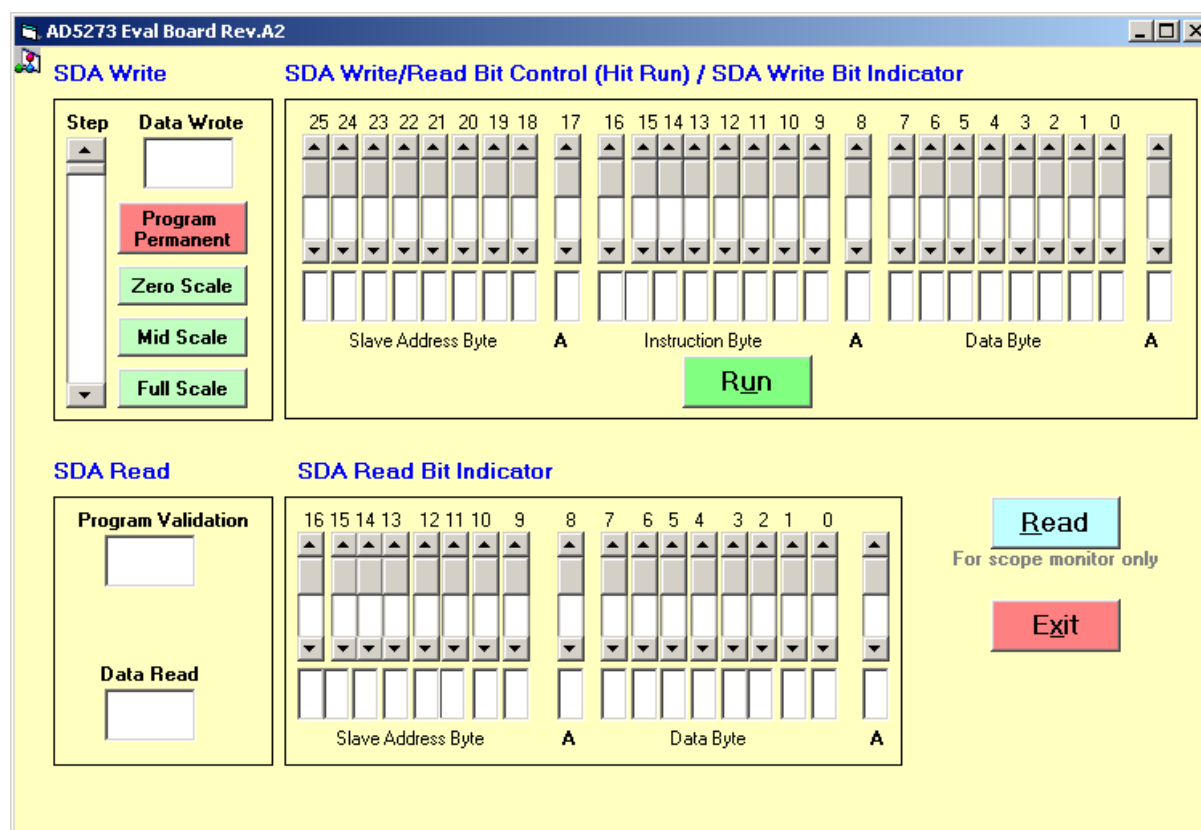 AD5273 Eval Board Rev.A2
SDA Write
SDA Write/Read Bit Control (Hit Run) / SDA Write Bit Indicator
Step
Data Wrote
25 24 23 22 21 20 19 18 17 16 15 14 13 12 11 10 9 8 7 6 5 4 3 2 1 0
Program
Permanent
Zero Scale
Mid Scale
Full Scale
Slave Address Byte A Instruction Byte A Data Byte A
Run
SDA Read
SDA Read Bit Indicator
Program Validation
16 15 14 13 12 11 10 9 8 7 6 5 4 3 2 1 0
Data Read
Slave Address Byte A Data Byte A
Read
For scope monitor only
Exit